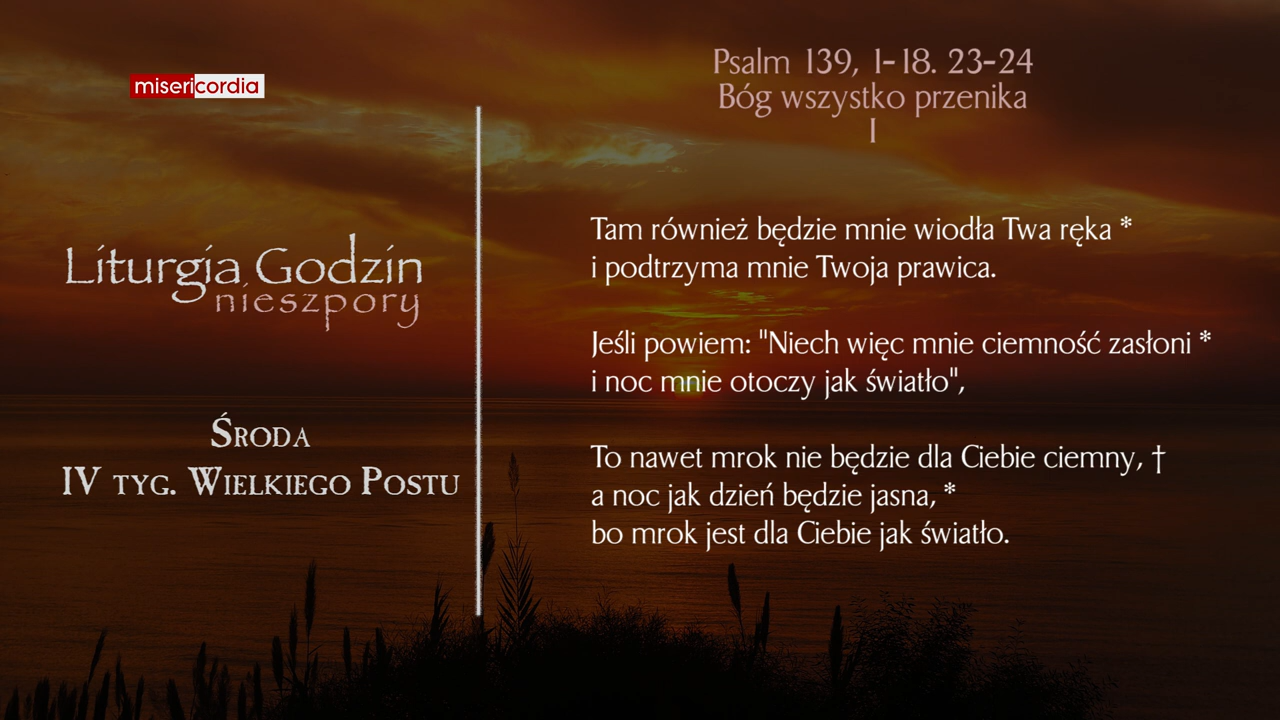 misericordia
Liturgia Godzin
nieszpory
Środa
IV tyg. Wielkiego Postu
Psalm 139, 1-18. 23-24
Bóg wszystko przenika
I
Tam również będzie mnie wiodła Twa ręka *
i podtrzyma mnie Twoja prawica.
Jeśli powiem: "Niech więc mnie ciemność zasłoni *
i noc mnie otoczy jak światło",
To nawet mrok nie będzie dla Ciebie ciemny, †
a noc jak dzień będzie jasna, *
bo mrok jest dla Ciebie jak światło.